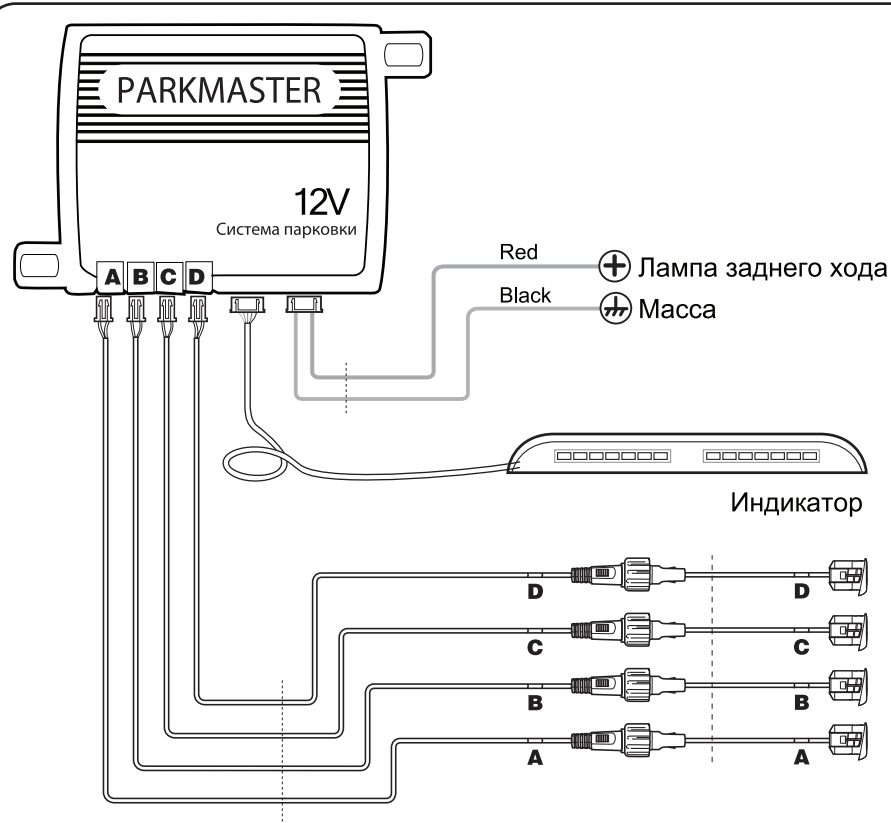 PARKMASTER
12V
Система парковки
A B C D
Red
Лампа заднего хода
Black
Масса
Индикатор
D D
C C
B B
A A